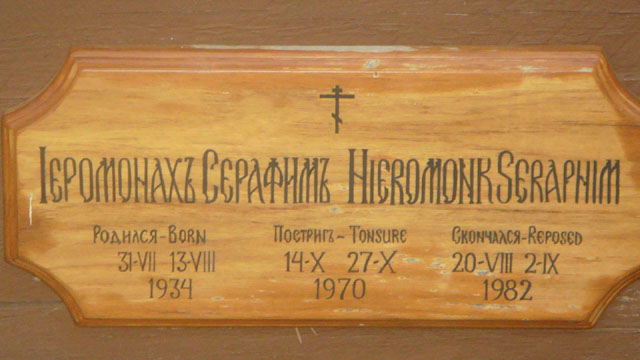 Іеромонахъ Серафимъ Hieromonk Seraphim
Родился-Born Постригъ-Tonsure Скончался-Reposed
31-VII 13-VIII 14-X 27-X 20-VIII 2-IX
1934 1970 1982